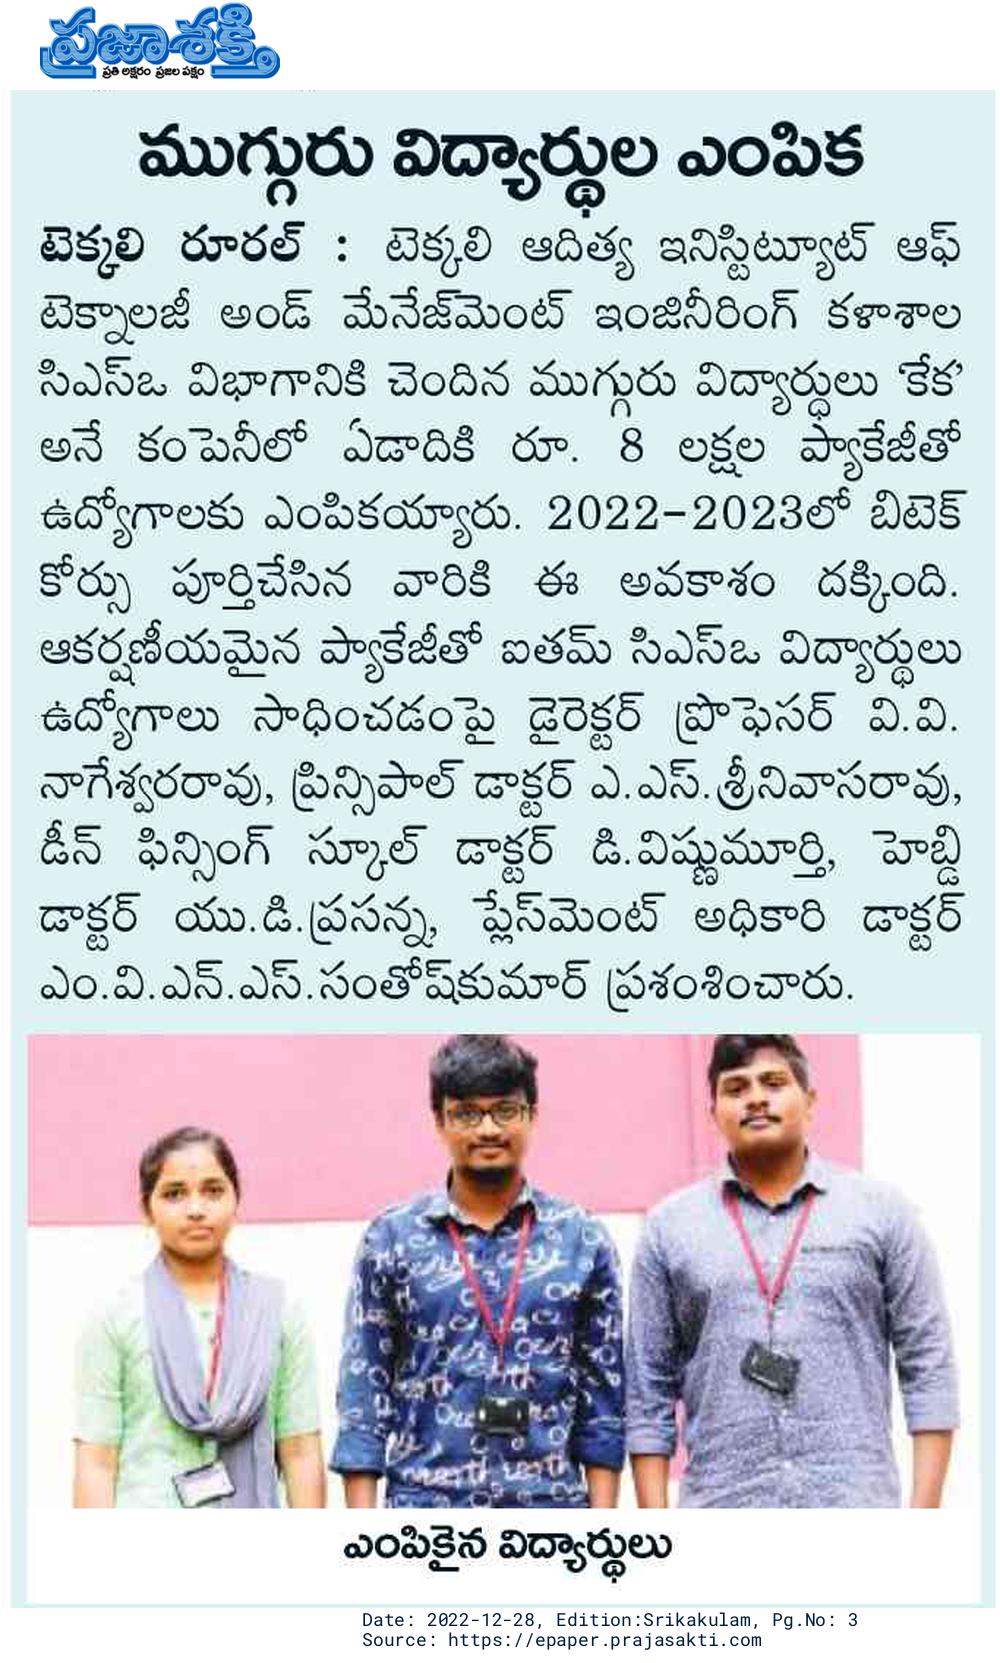 ప్రజాశక్తి
ప్రతి అక్షరం ప్రజల పక్షం
ముగ్గురు విద్యార్థుల ఎంపిక
టెక్కలి రూరల్ : టెక్కలి ఆదిత్య ఇనిస్టిట్యూట్ ఆఫ్
టెక్నాలజీ అండ్ మేనేజ్‌మెంట్ ఇంజినీరింగ్ కళాశాల
సిఎస్ఒ విభాగానికి చెందిన ముగ్గురు విద్యార్ధులు ‘కేక’
అనే కంపెనీలో ఏడాదికి రూ. 8 లక్షల ప్యాకేజీతో
ఉద్యోగాలకు ఎంపికయ్యారు. 2022-2023లో బిటెక్
కోర్సు పూర్తిచేసిన వారికి ఈ అవకాశం దక్కింది.
ఆకర్షణీయమైన ప్యాకేజీతో ఐతమ్ సిఎస్ఒ విద్యార్థులు
ఉద్యోగాలు సాధించడంపై డైరెక్టర్ ప్రొఫెసర్ వి.వి.
నాగేశ్వరరావు, ప్రిన్సిపాల్ డాక్టర్ ఎ.ఎస్.శ్రీనివాసరావు,
డీన్ ఫిన్సింగ్ స్కూల్ డాక్టర్ డి.విష్ణుమూర్తి, హెబ్డి
డాక్టర్ యు.డి.ప్రసన్న, ప్లేస్‌మెంట్ అధికారి డాక్టర్
ఎం.వి.ఎన్.ఎస్.సంతోష్‌కుమార్ ప్రశంశించారు.
ఎంపికైన విద్యార్థులు
Date: 2022-12-28, Edition:Srikakulam, Pg.No: 3
Source: https://epaper.prajasakti.com